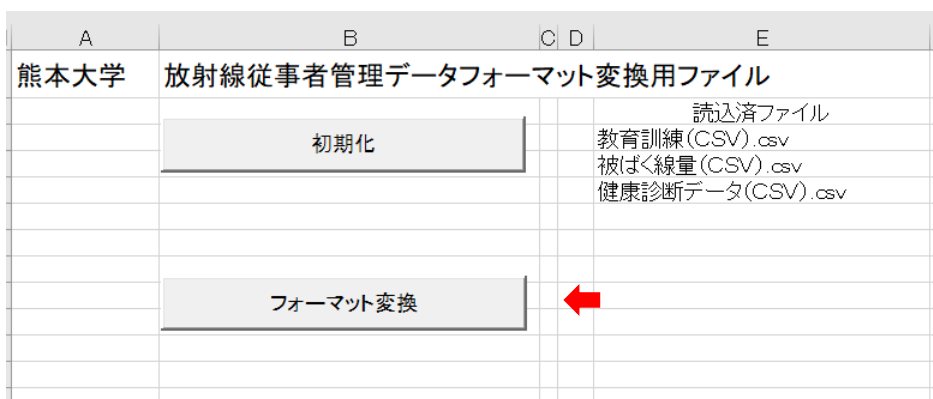 A B C D E
熊本大学 放射線従事者管理データフォーマット変換用ファイル
読込済ファイル
初期化
教育訓練(CSV).csv
被ばく線量(CSV).csv
健康診断データ(CSV).csv
フォーマット変換